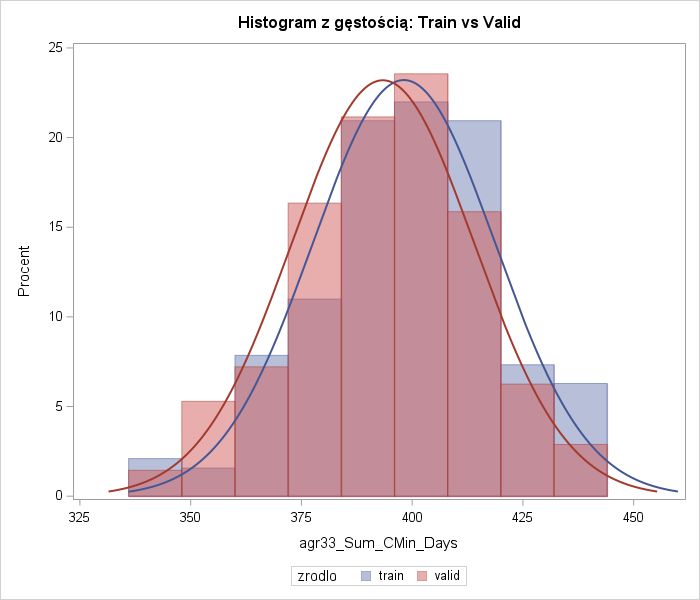 Histogram z gęstością: Train vs Valid
25
20
15
10
5
0
Procent
325 350 375 400 425 450
agr33_Sum_CMin_Days
zrodlo train valid